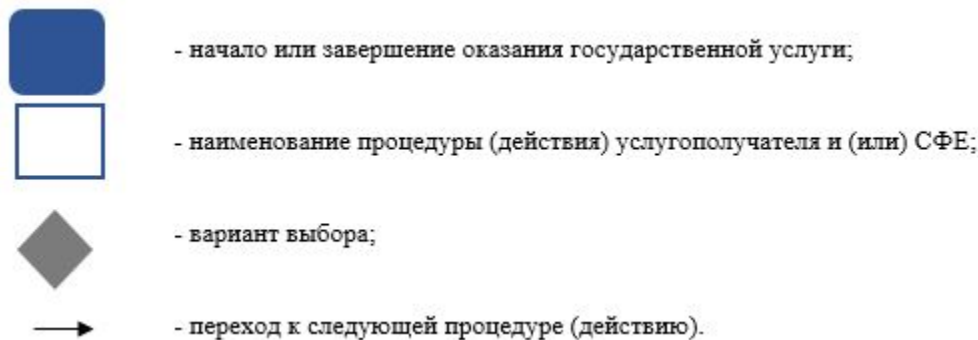 - начало или завершение оказания государственной услуги;
- наименование процедуры (действия) услугополучателя и (или) СФЕ;
- вариант выбора;
- переход к следующей процедуре (действию).